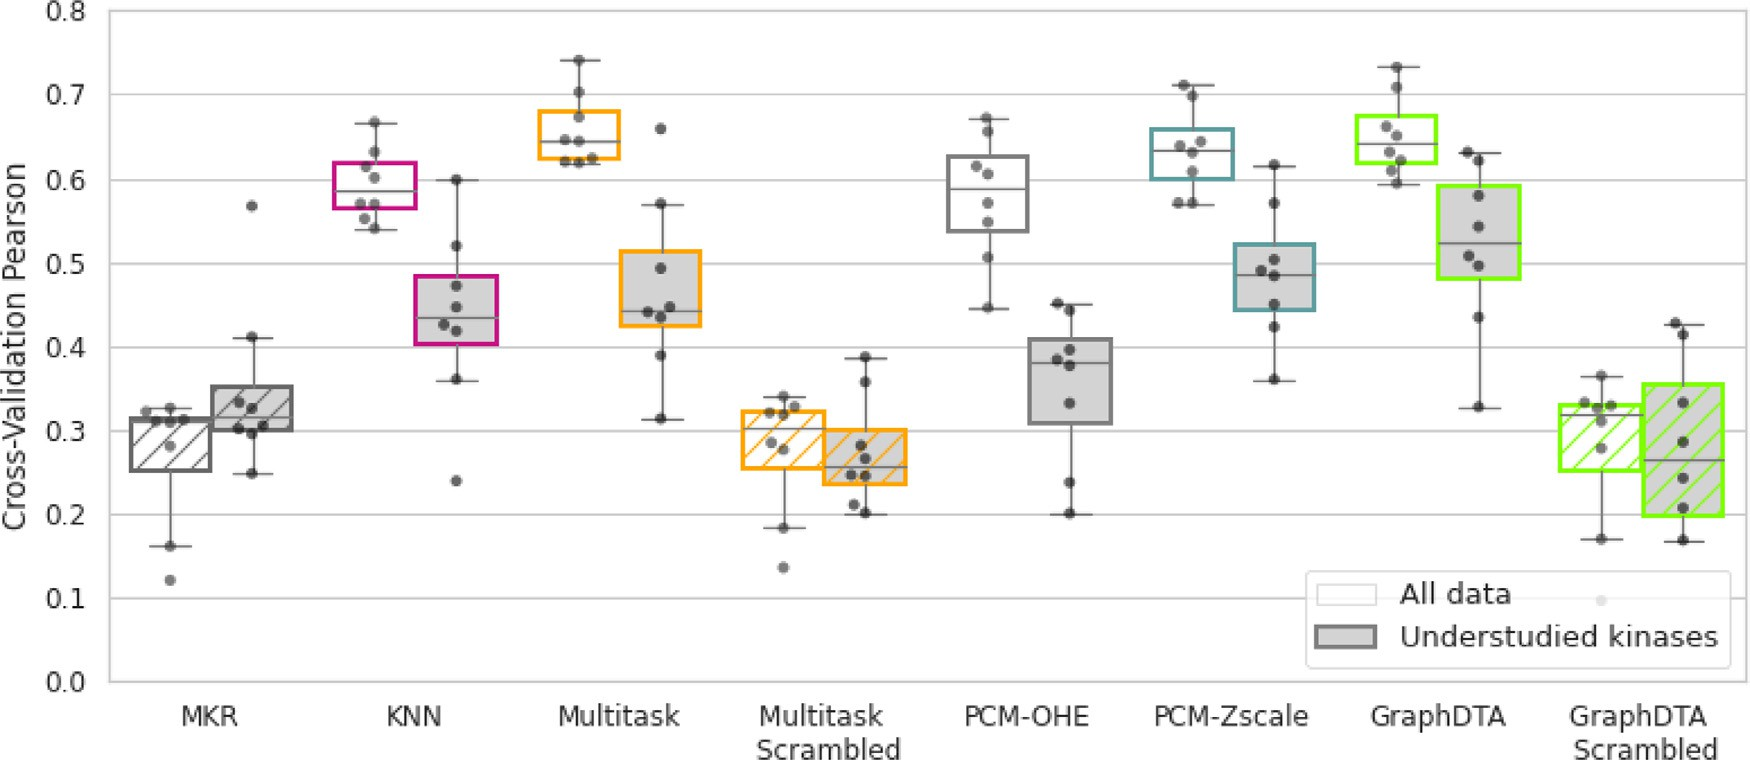 Cross-Validation Pearson
0.8
0.7
0.6
0.5
0.4
0.3
0.2
0.1
0.0
All data
Understudied kinases
MKR
KNN
Multitask
Multitask
Scrambled
PCM-OHE
PCM-Zscale
GraphDTA
GraphDTA
Scrambled